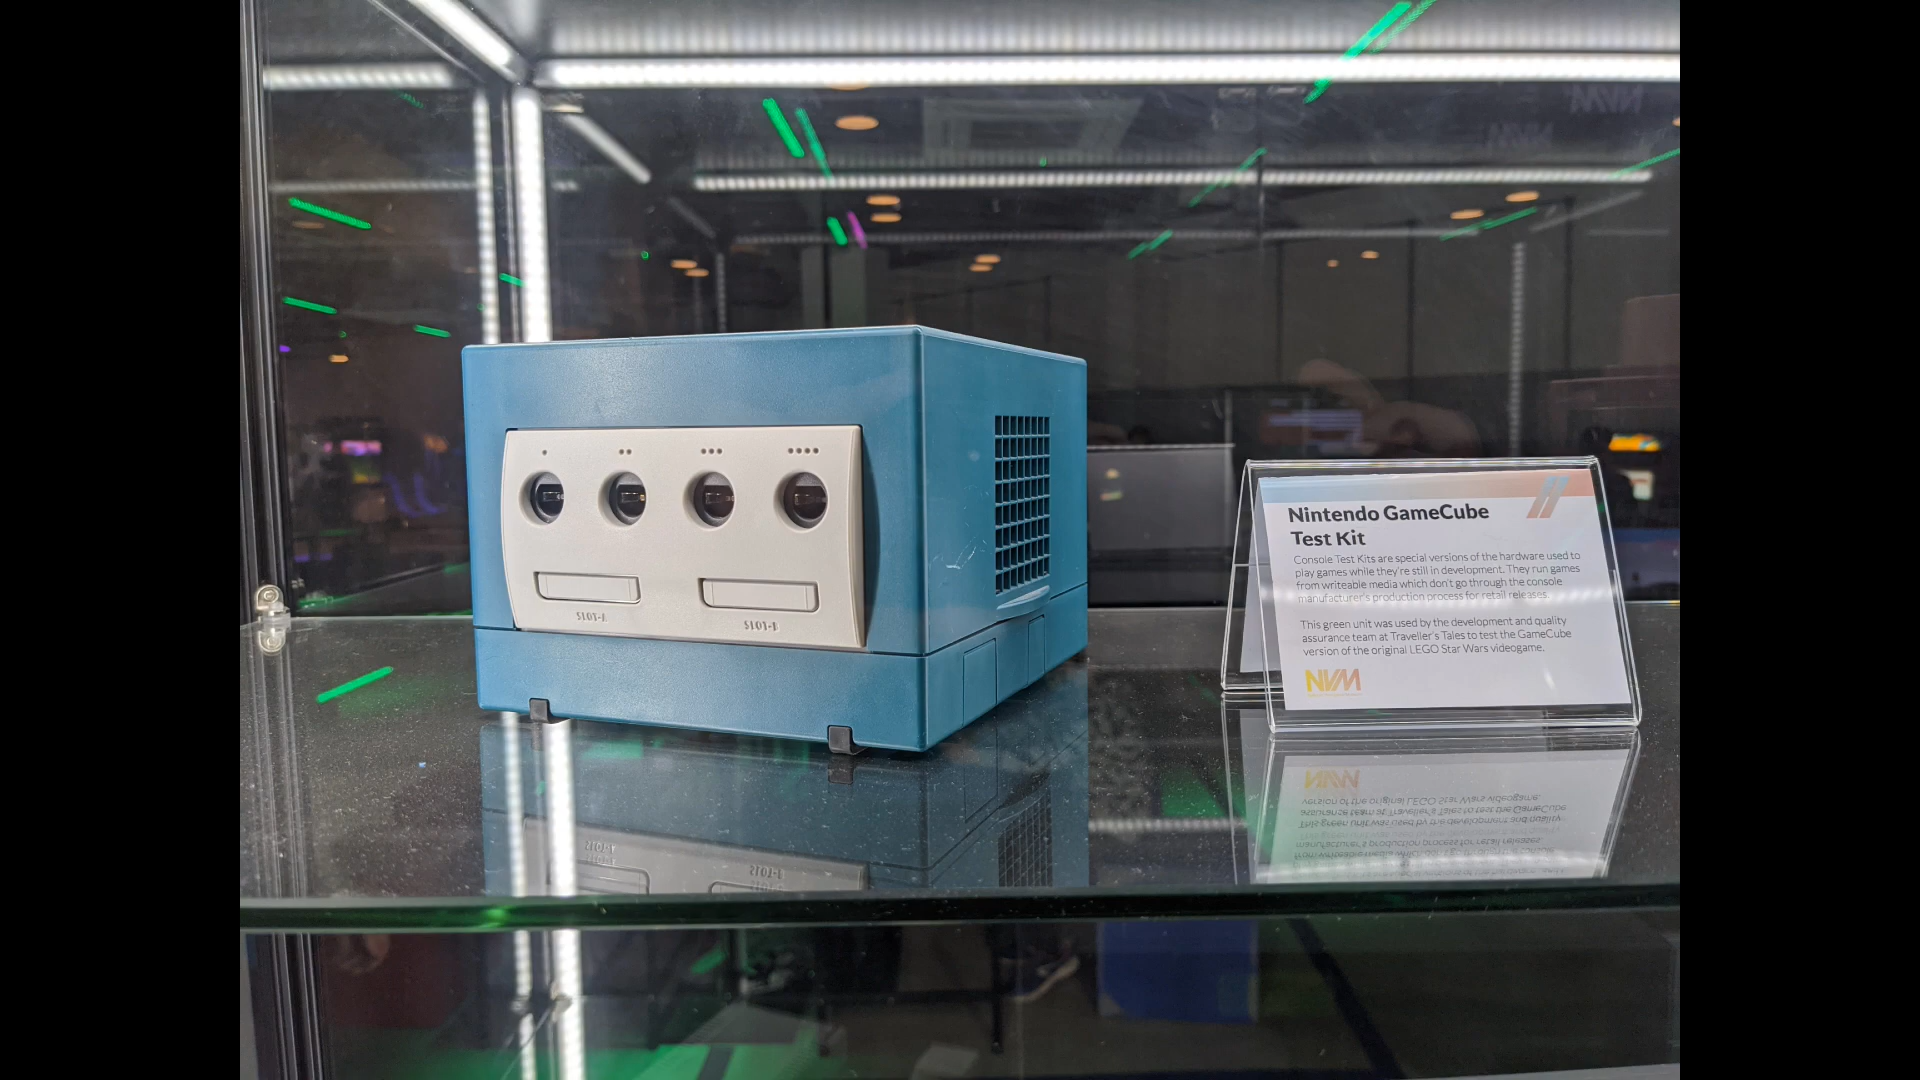 SLOT-A
SLOT-B
Nintendo GameCube
Test Kit
Console Test Kits are special versions of the hardware used to
play games while they're still in development. They run games
from writeable media which don't go through the console
manufacturer's production process for retail releases.
This green unit was used by the development and quality
assurance team at Traveller's Tales to test the GameCube
version of the original LEGO Star Wars videogame.
NVM